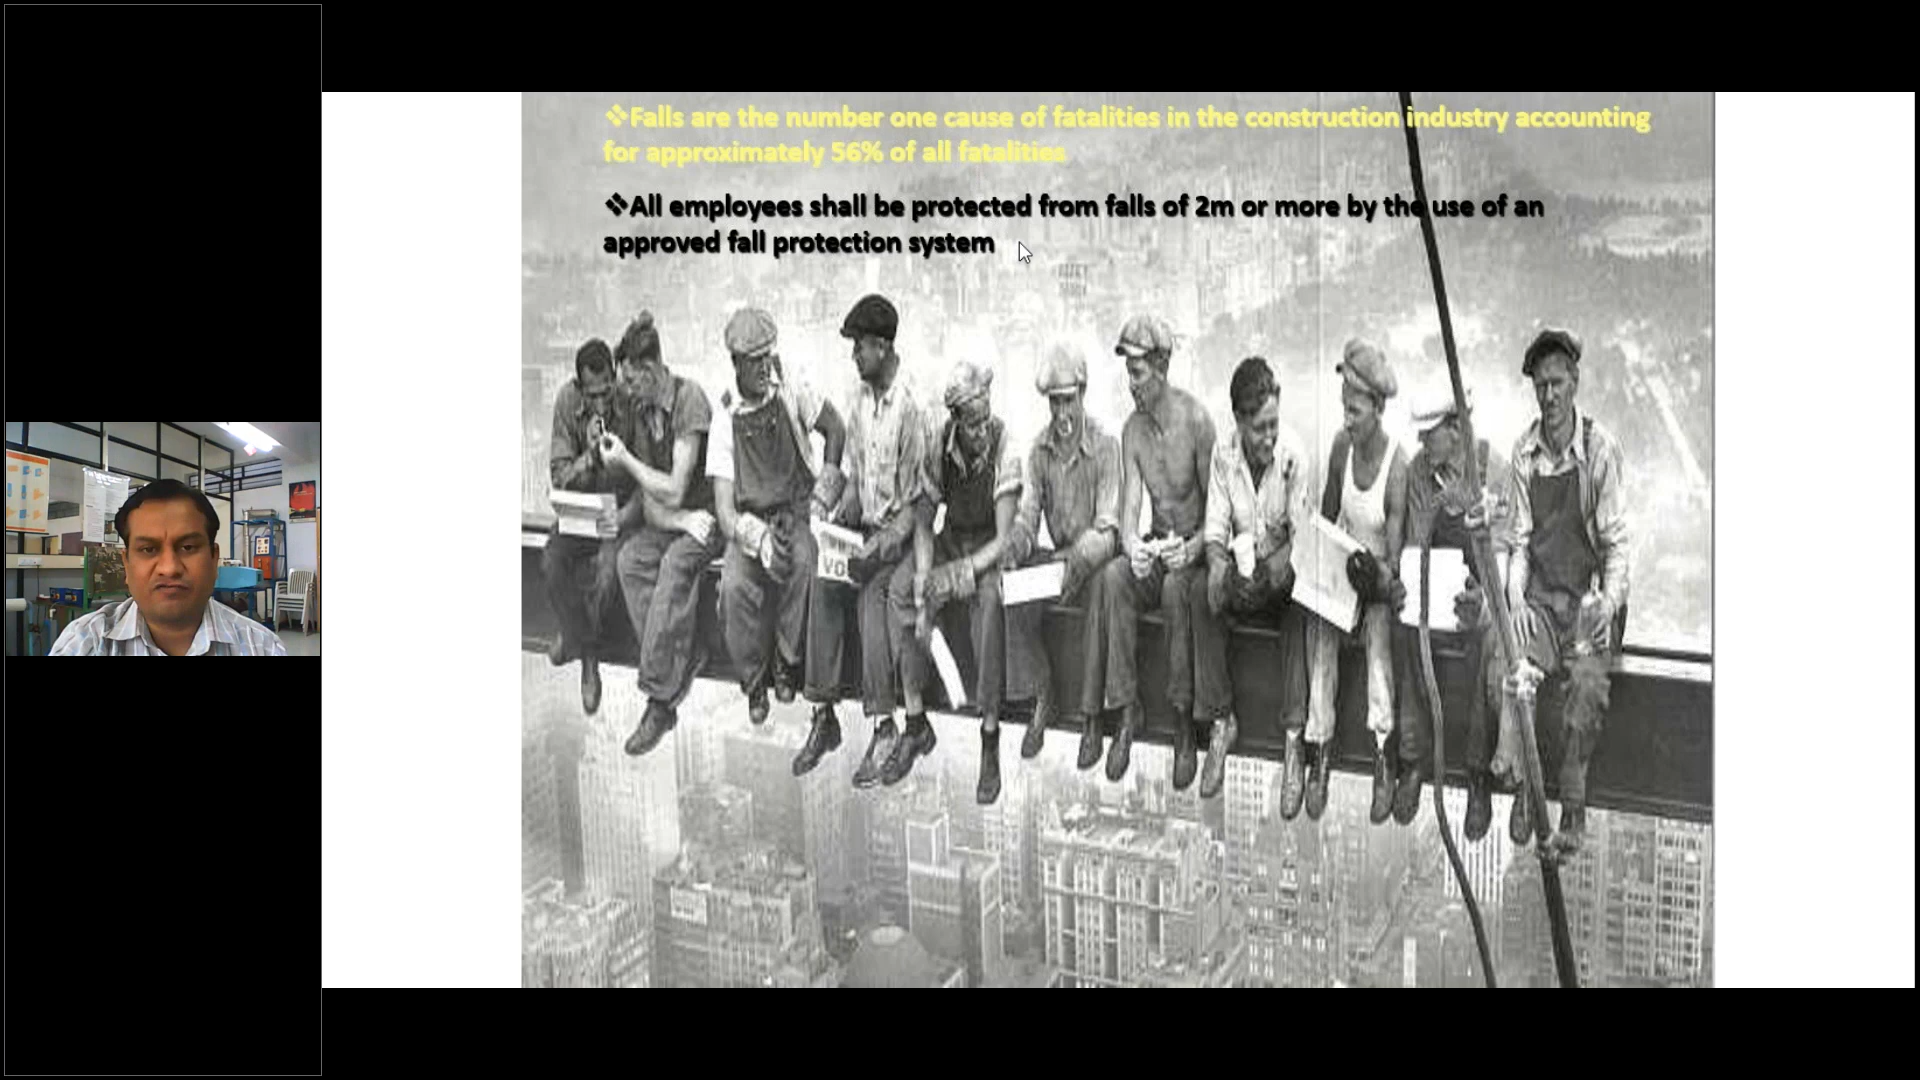 ❖Falls are the number one cause of fatalities in the construction industry accounting
for approximately 56% of all fatalities
❖All employees shall be protected from falls of 2m or more by the use of an
approved fall protection system
VO